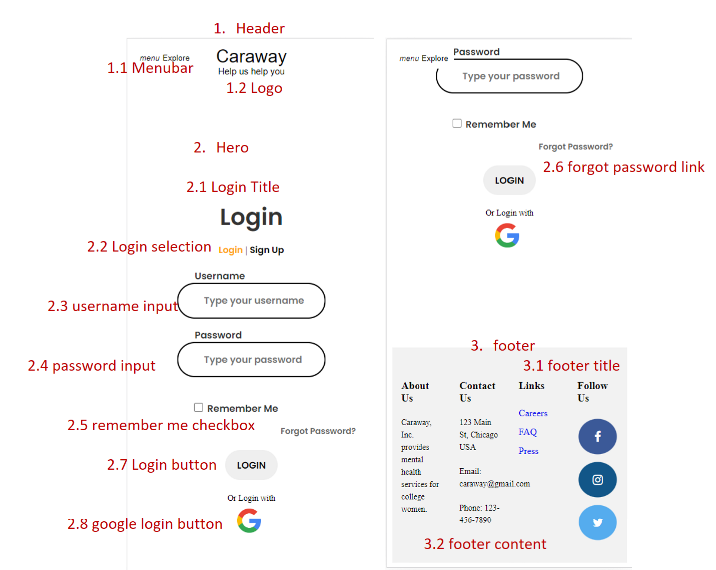 1. Header
menu Explore
1.1 Menubar
Caraway
Help us help you
1.2 Logo
2. Hero
2.1 Login Title
Login
2.2 Login selection
Login | Sign Up
Username
2.3 username input
Type your username
Password
2.4 password input
Type your password
Remember Me
2.5 remember me checkbox
Forgot Password?
2.7 Login button
LOGIN
Or Login with
2.8 google login button
menu Explore
Password
Type your password
Remember Me
Forgot Password?
2.6 forgot password link
LOGIN
Or Login with
3. footer
3.1 footer title
About
Us
Caraway,
Inc.
provides
mental
health
services for
college
women.
Contact
Us
123 Main
St, Chicago
USA
Email:
caraway@gmail.com
Phone: 123-
456-7890
Links
Careers
FAQ
Press
Follow
Us
3.2 footer content